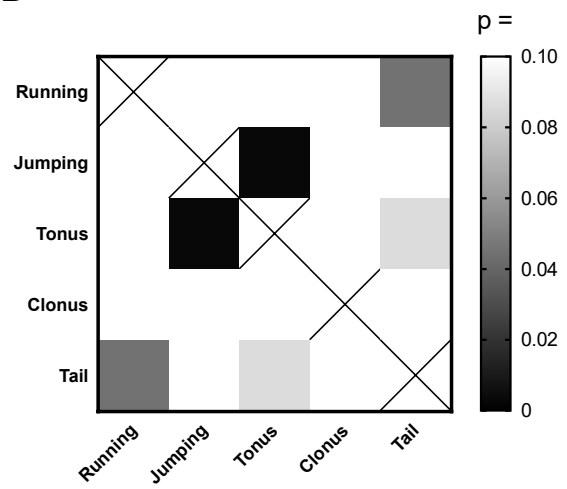 p =
Running
Jumping
Tonus
Clonus
Tail
0.10
0.08
0.06
0.04
0.02
0
Running
Jumping
Tonus
Clonus
Tail